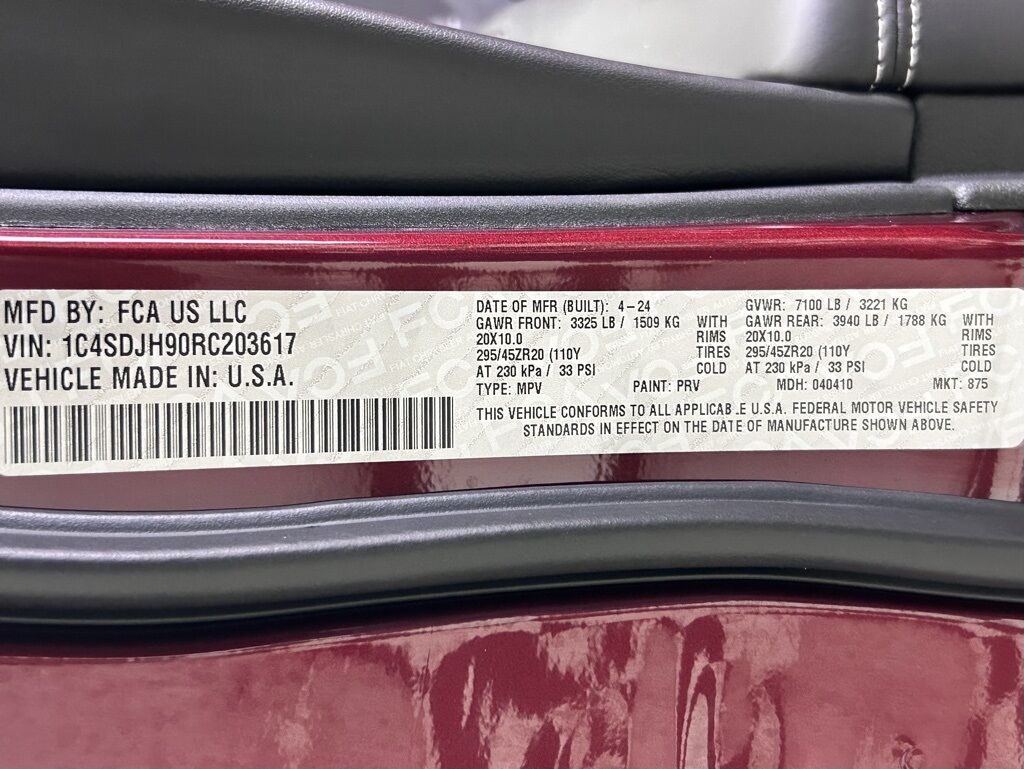 MFD BY: FCA US LLC
VIN: 1C4SDJH90RC203617
VEHICLE MADE IN: U.S.A.
DATE OF MFR (BUILT): 4-24
GVWR: 7100 LB / 3221 KG
GAWR FRONT: 3325 LB / 1509 KG WITH
20X10.0 RIMS
295/45ZR20 (110Y TIRES
AT 230 kPa / 33 PSI COLD
GAWR REAR: 3940 LB / 1788 KG WITH
20X10.0 RIMS
295/45ZR20 (110Y TIRES
AT 230 kPa / 33 PSI COLD
TYPE: MPV PAINT: PRV MDH: 040410 MKT: 875
THIS VEHICLE CONFORMS TO ALL APPLICABLE U.S.A. FEDERAL MOTOR VEHICLE SAFETY
STANDARDS IN EFFECT ON THE DATE OF MANUFACTURE SHOWN ABOVE.